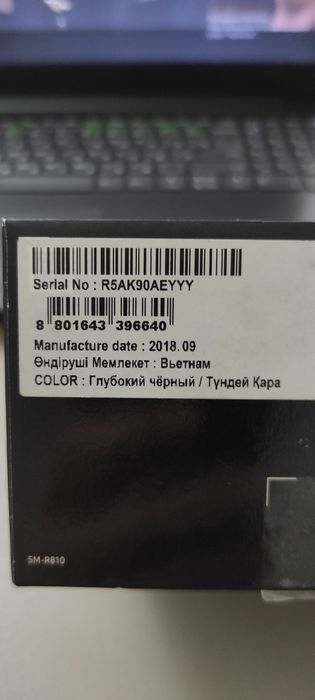 Serial No : R5AK90AEYYY
8 801643 396640
Manufacture date : 2018.09
Өндіруші Мемлекет : Вьетнам
COLOR : Глубокий чёрный / Түндей Қара
SM-R810